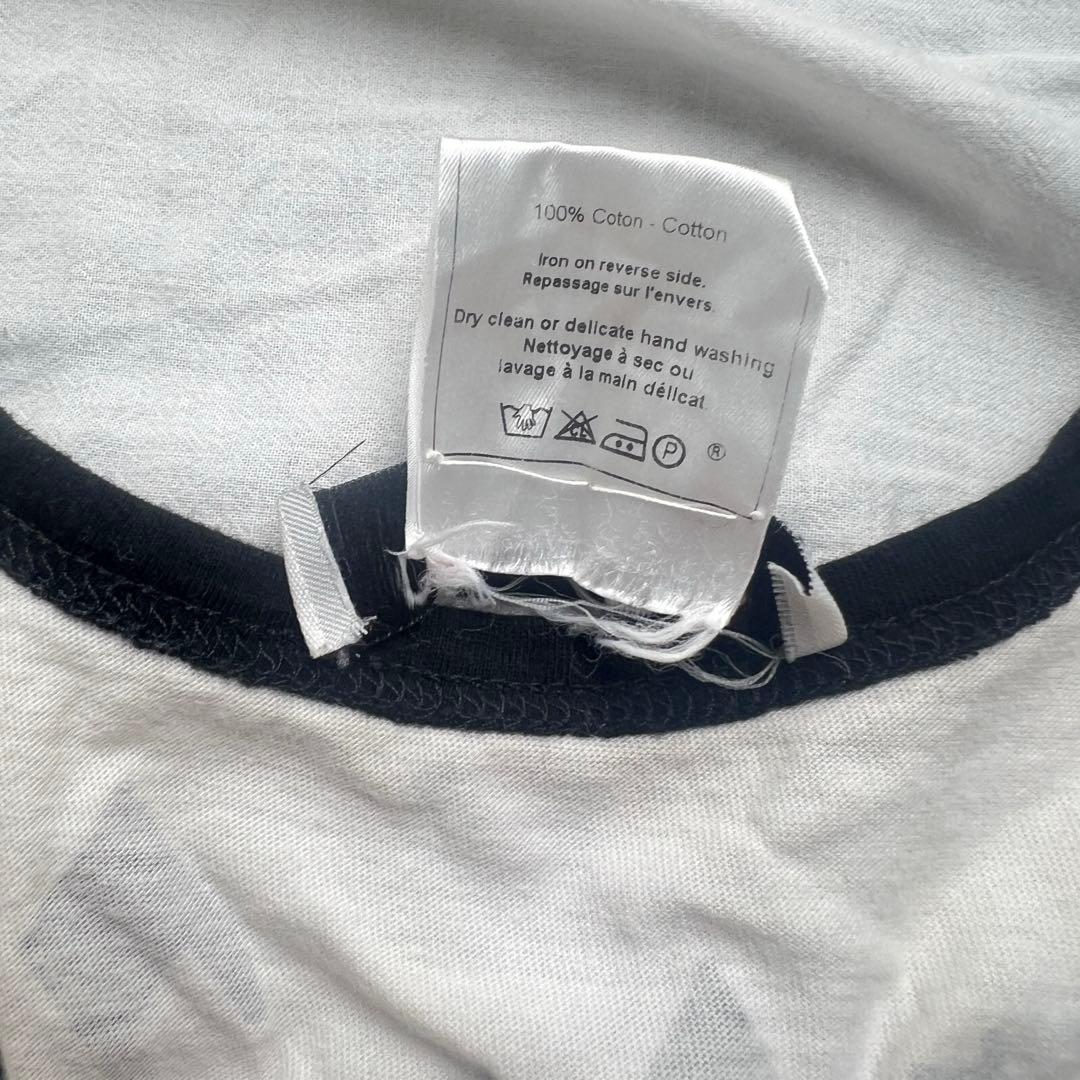 100% Coton - Cotton
Iron on reverse side.
Repassage sur l'envers.
Dry clean or delicate hand washing
Nettoyage à sec ou
lavage à la main délicat.
CL P ®